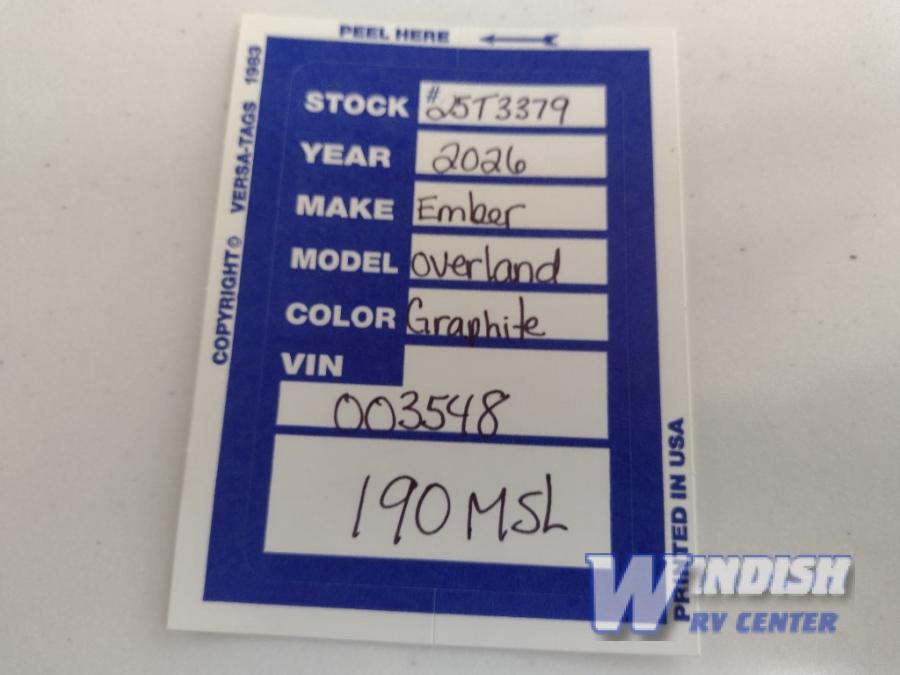 PEEL HERE
COPYRIGHT © VERSA-TAGS 1983
STOCK #25T3379
YEAR 2026
MAKE Ember
MODEL overland
COLOR Graphite
VIN
003548
190 MSL
PRINTED IN USA
WINDISH
RV CENTER